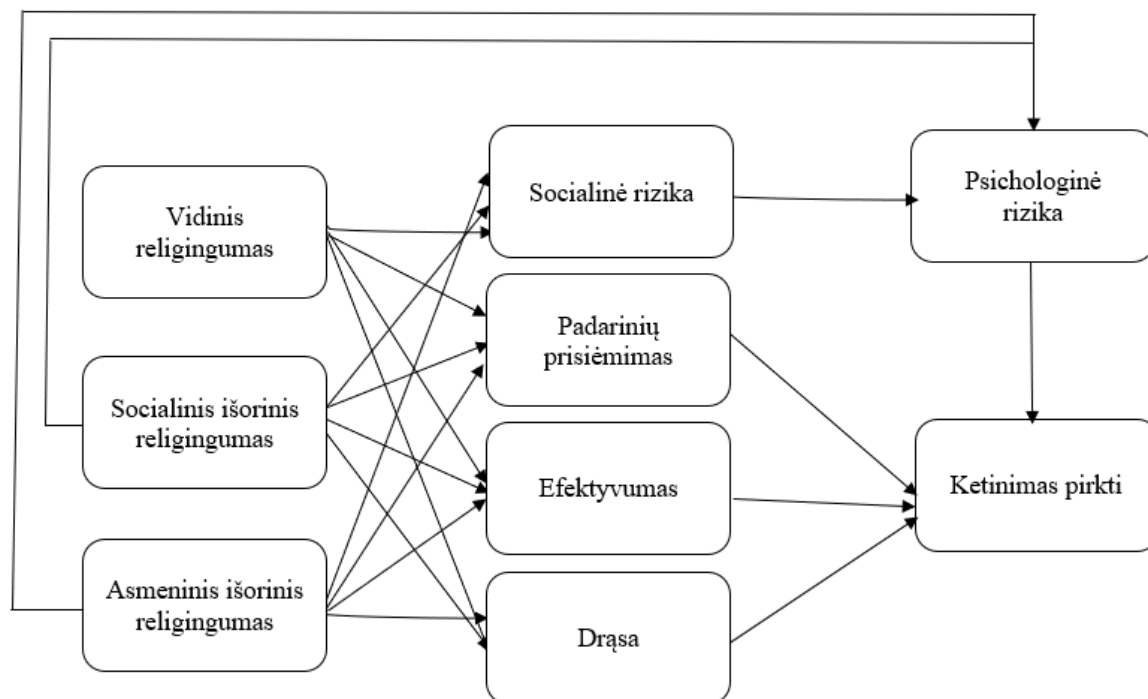 Vidinis
religingumas
Socialinis išorinis
religingumas
Asmeninis išorinis
religingumas
Socialinė rizika
Padarinių
prisiėmimas
Efektyvumas
Drąsa
Psichologinė
rizika
Ketinimas pirkti